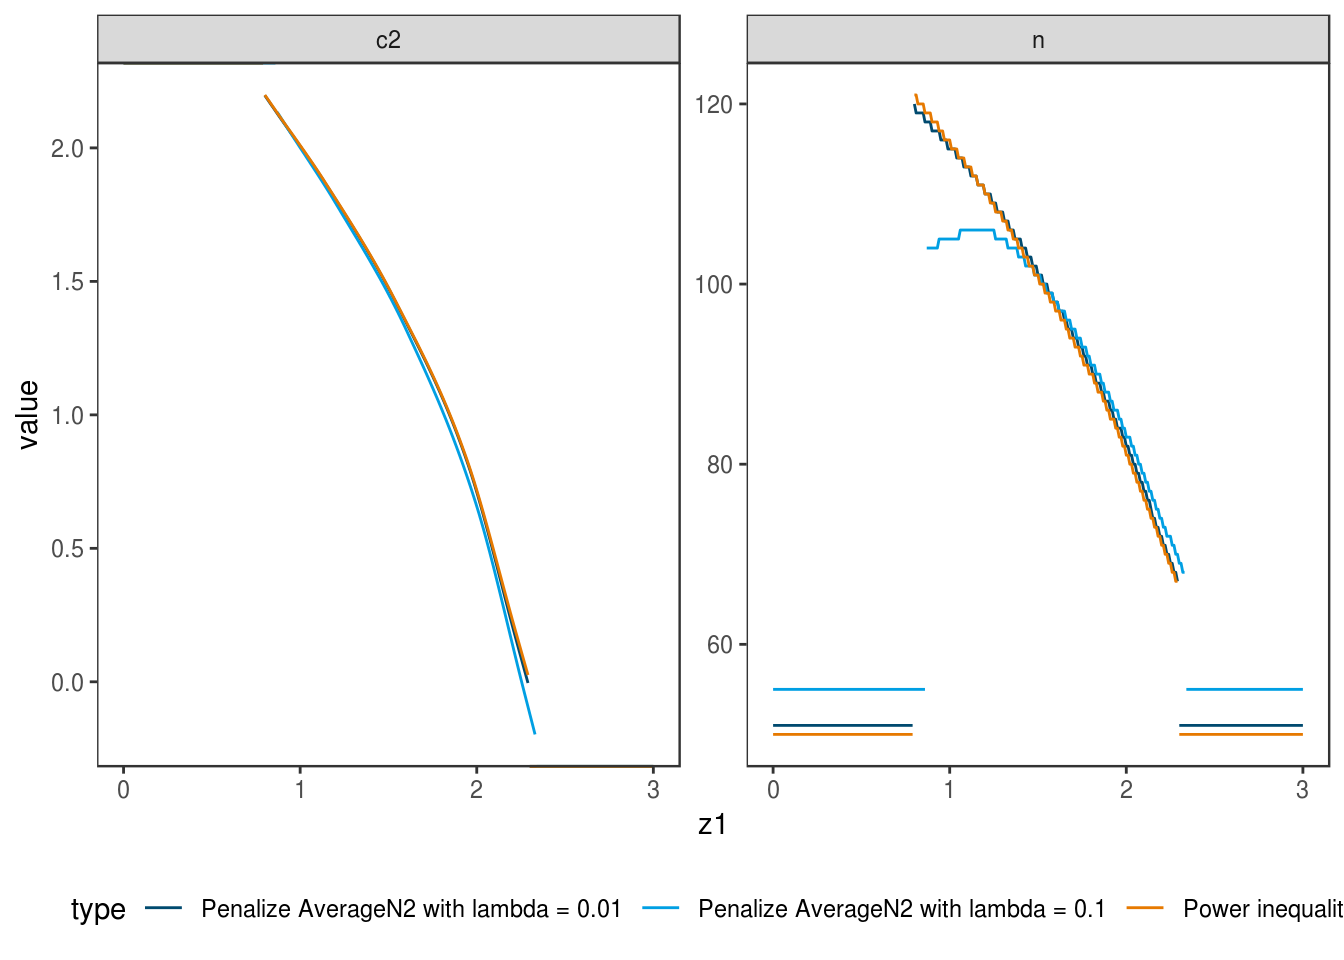 c2
n
value
2.0
1.5
1.0
0.5
0.0
120
100
80
60
0 1 2 3
0 1 2 3
z1
type Penalize AverageN2 with lambda = 0.01 Penalize AverageN2 with lambda = 0.1 Power inequalit